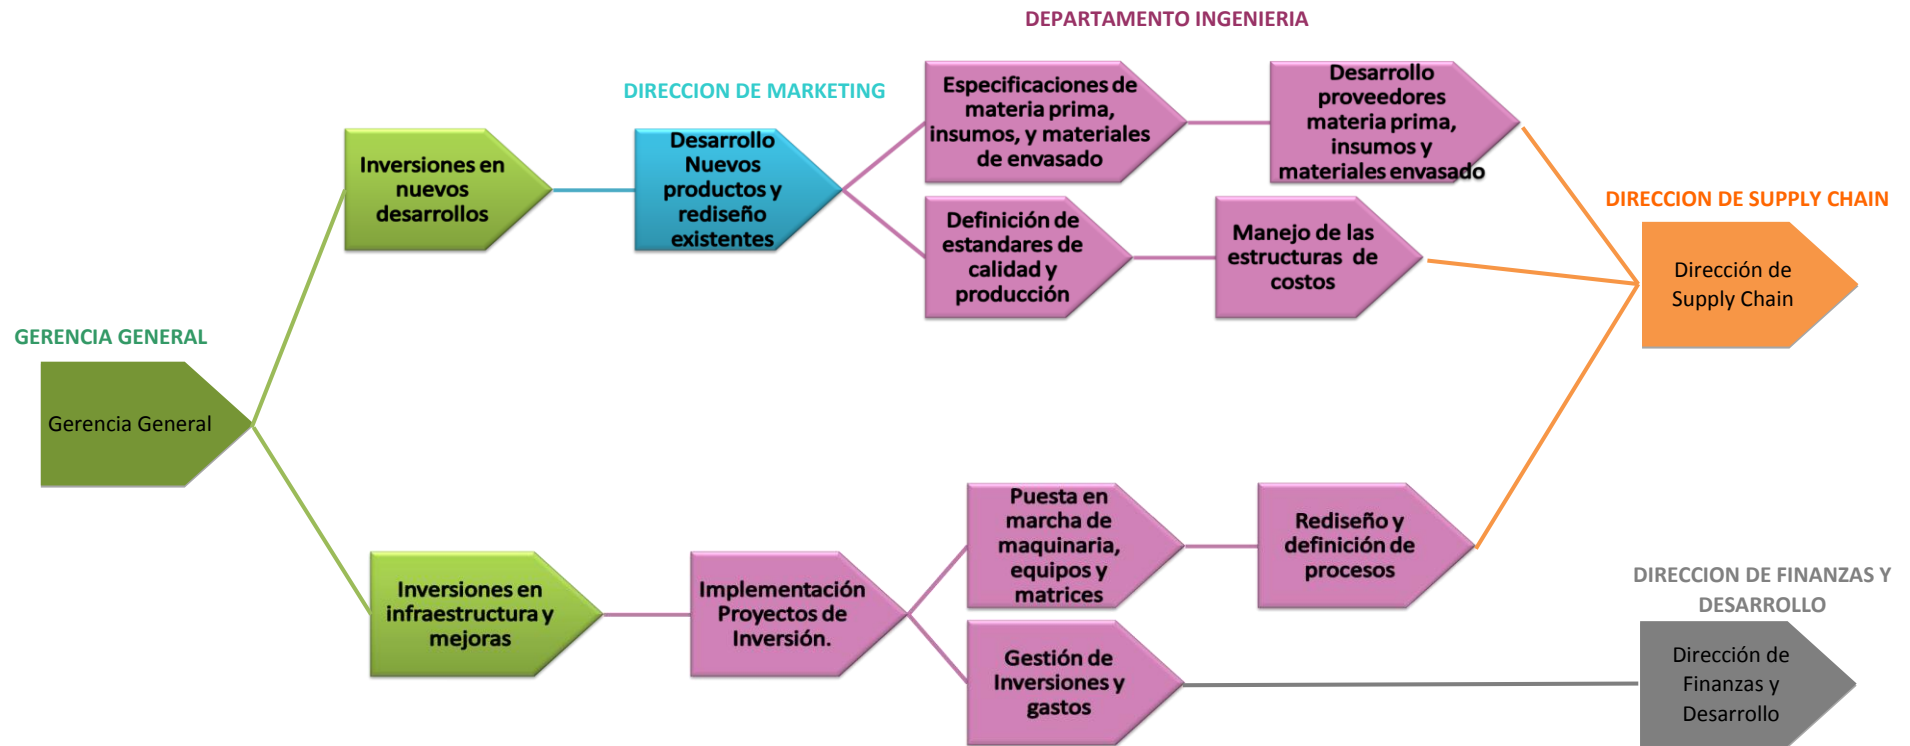 DEPARTAMENTO INGENIERIA
DIRECCION DE MARKETING
Especificaciones de
materia prima,
insumos, y materiales
de envasado
Desarrollo
proveedores
materia prima,
insumos y
materiales envasado
Inversiones en
nuevos
desarrollos
Desarrollo
Nuevos
productos y
rediseño
existentes
Definición de
estandares de
calidad y
producción
Manejo de las
estructuras de
costos
DIRECCION DE SUPPLY CHAIN
Dirección de
Supply Chain
GERENCIA GENERAL
Gerencia General
Inversiones en
infraestructura y
mejoras
Implementación
Proyectos de
Inversión.
Puesta en
marcha de
maquinaria,
equipos y
matrices
Rediseño y
definición de
procesos
Gestión de
Inversiones y
gastos
DIRECCION DE FINANZAS Y
DESARROLLO
Dirección de
Finanzas y
Desarrollo